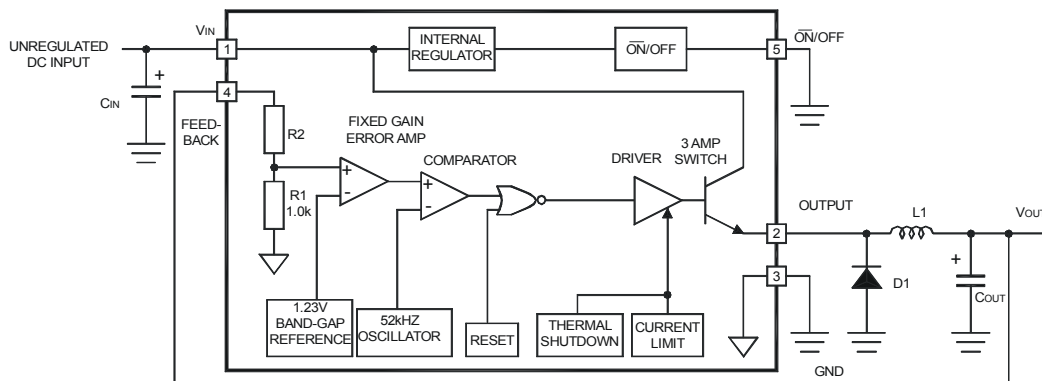 VIN
UNREGULATED
DC INPUT
1
INTERNAL
REGULATOR
ON/OFF
5
ON/OFF
+
CIN
4
FEED-
BACK
R2
FIXED GAIN
ERROR AMP
COMPARATOR
DRIVER
3 AMP
SWITCH
+
-
+
-
R1
1.0k
OUTPUT
2
L1
VOUT
3
D1
+
COUT
1.23V
BAND-GAP
REFERENCE
52kHZ
OSCILLATOR
RESET
THERMAL
SHUTDOWN
CURRENT
LIMIT
GND